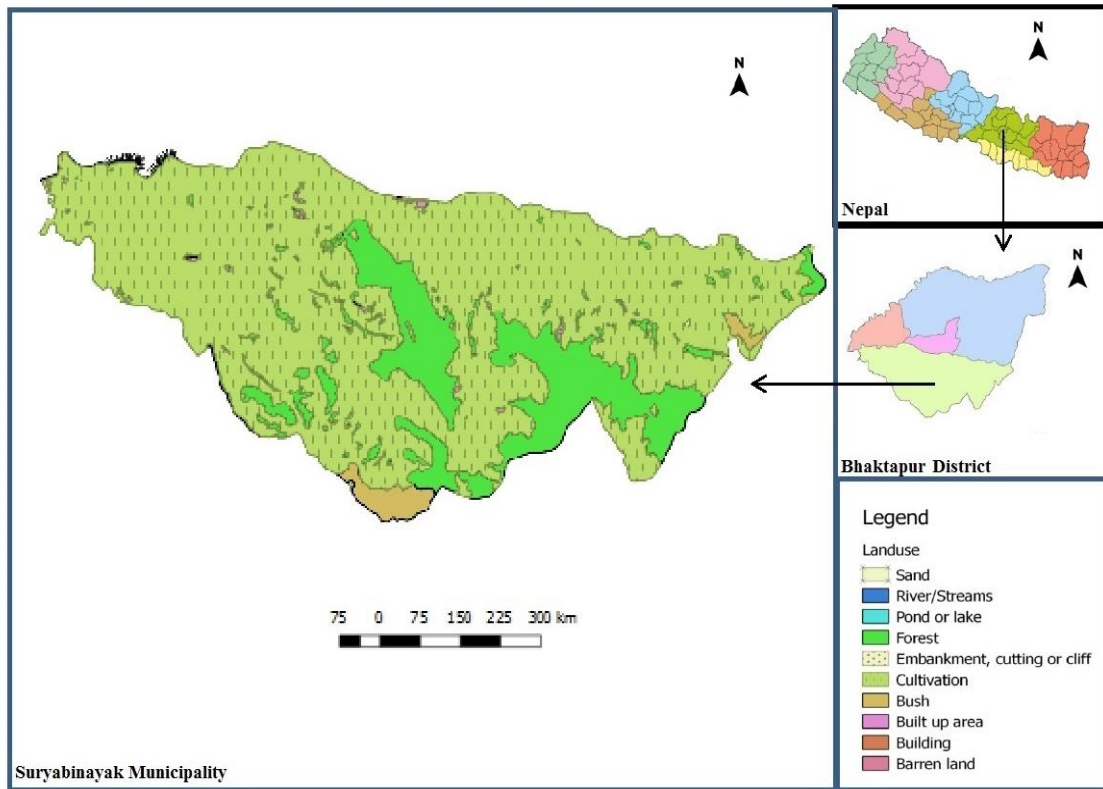 N
75 0 75 150 225 300 km
Suryabinayak Municipality
N
Nepal
N
Bhaktapur District
Legend
Landuse
Sand
River/Streams
Pond or lake
Forest
Embankment, cutting or cliff
Cultivation
Bush
Built up area
Building
Barren land